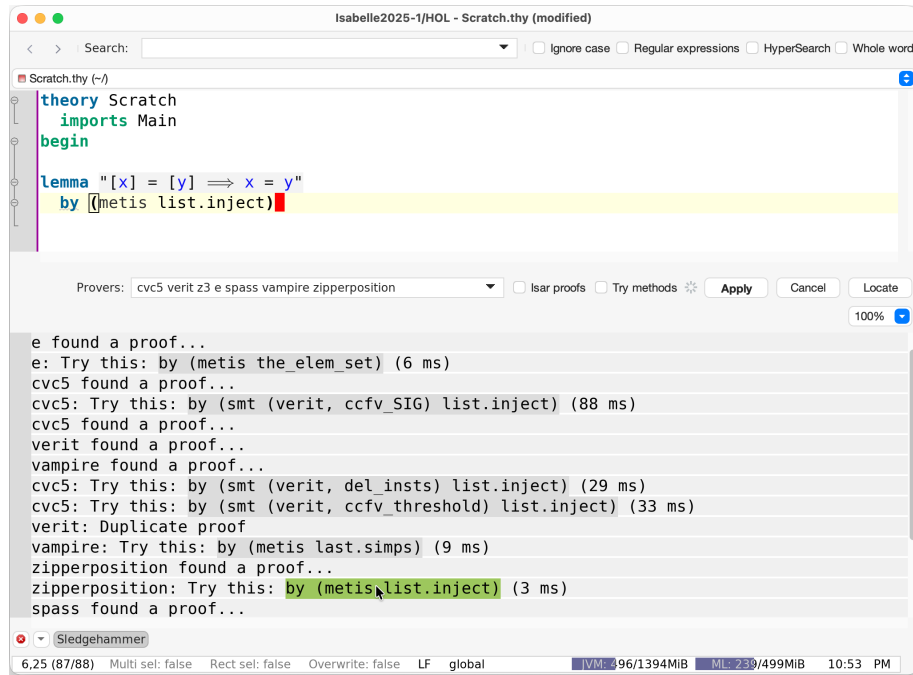 Isabelle2025-1/HOL - Scratch.thy (modified)
Search: Ignore case Regular expressions HyperSearch Whole word
Scratch.thy (~/)
theory Scratch
imports Main
begin
lemma "[x] = [y] ⟹ x = y"
by (metis list.inject)
Provers: cvc5 verit z3 e spass vampire zipperposition Isar proofs Try methods Apply Cancel Locate
100%
e found a proof...
e: Try this: by (metis the_elem_set) (6 ms)
cvc5 found a proof...
cvc5: Try this: by (smt (verit, ccfv_SIG) list.inject) (88 ms)
cvc5 found a proof...
verit found a proof...
vampire found a proof...
cvc5: Try this: by (smt (verit, del_insts) list.inject) (29 ms)
cvc5: Try this: by (smt (verit, ccfv_threshold) list.inject) (33 ms)
verit: Duplicate proof
vampire: Try this: by (metis last.simps) (9 ms)
zipperposition found a proof...
zipperposition: Try this: by (metis list.inject) (3 ms)
spass found a proof...
Sledgehammer
6,25 (87/88) Multi sel: false Rect sel: false Overwrite: false LF global JVM: 496/1394MiB ML: 239/499MiB 10:53 PM